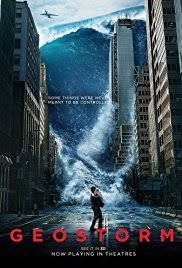 SOME THINGS WERE NEVER
MEANT TO BE CONTROLLED
GEOSTORM
SEE IT IN 3D
NOW PLAYING IN THEATRES